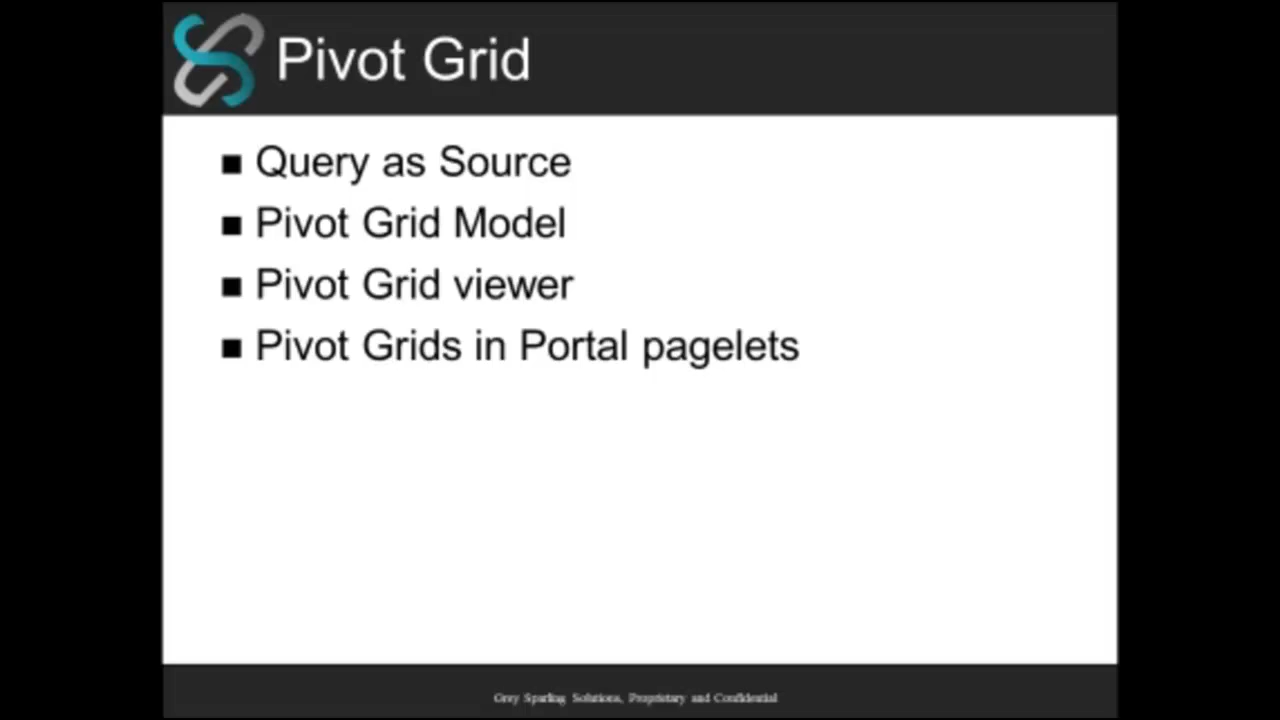 Pivot Grid
■ Query as Source
■ Pivot Grid Model
■ Pivot Grid viewer
■ Pivot Grids in Portal pagelets
Grey Sparling Solutions, Proprietary and Confidential